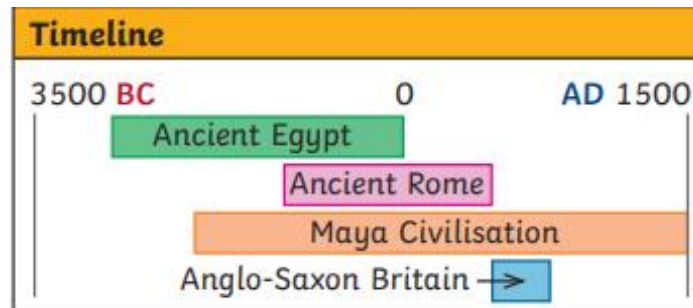 Timeline
3500 BC 0 AD 1500
Ancient Egypt
Ancient Rome
Maya Civilisation
Anglo-Saxon Britain